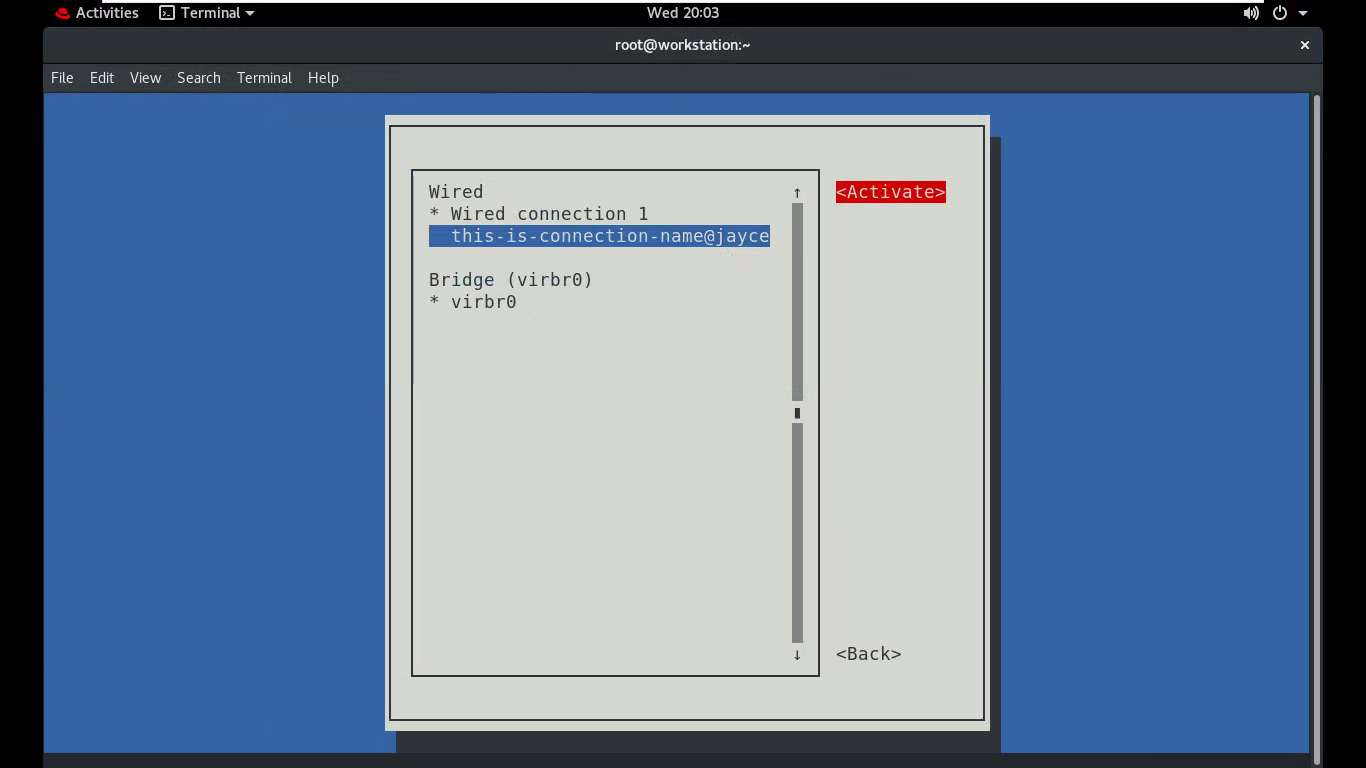 Activities Terminal Wed 20:03
root@workstation:~ ×
File Edit View Search Terminal Help
Wired ↑ <Activate>
* Wired connection 1
this-is-connection-name@jayce
Bridge (virbr0)
* virbr0
↓ <Back>